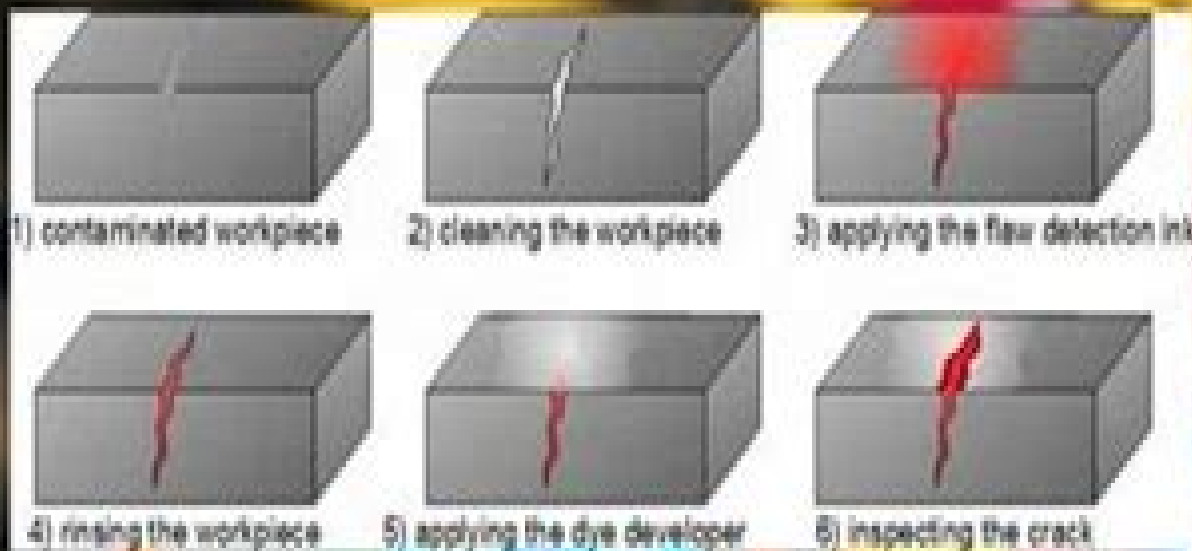 1) contaminated workpiece
2) cleaning the workpiece
3) applying the flaw detection ink
4) rinsing the workpiece
5) applying the dye developer
6) inspecting the crack